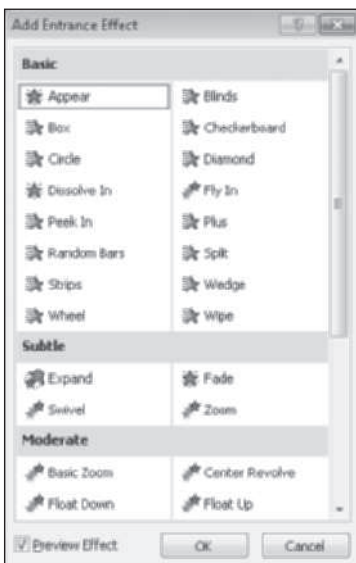 Add Entrance Effect
Basic
Appear Blinds
Box Checkerboard
Circle Diamond
Dissolve In Fly In
Peek In Plus
Random Bars Split
Strips Wedge
Wheel Wipe
Subtle
Expand Fade
Swivel Zoom
Moderate
Basic Zoom Center Revolve
Float Down Float Up
Preview Effect OK Cancel